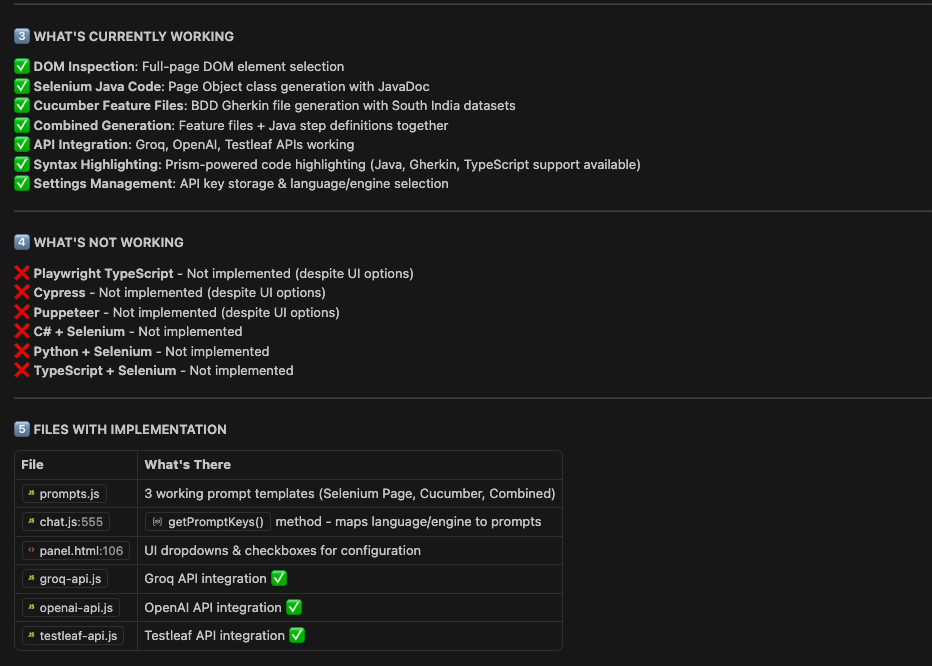 3 WHAT'S CURRENTLY WORKING
✅ DOM Inspection: Full-page DOM element selection
✅ Selenium Java Code: Page Object class generation with JavaDoc
✅ Cucumber Feature Files: BDD Gherkin file generation with South India datasets
✅ Combined Generation: Feature files + Java step definitions together
✅ API Integration: Groq, OpenAI, Testleaf APIs working
✅ Syntax Highlighting: Prism-powered code highlighting (Java, Gherkin, TypeScript support available)
✅ Settings Management: API key storage & language/engine selection
4 WHAT'S NOT WORKING
❌ Playwright TypeScript - Not implemented (despite UI options)
❌ Cypress - Not implemented (despite UI options)
❌ Puppeteer - Not implemented (despite UI options)
❌ C# + Selenium - Not implemented
❌ Python + Selenium - Not implemented
❌ TypeScript + Selenium - Not implemented
5 FILES WITH IMPLEMENTATION
File What's There
JS prompts.js 3 working prompt templates (Selenium Page, Cucumber, Combined)
JS chat.js:555 getPromptKeys() method - maps language/engine to prompts
<> panel.html:106 UI dropdowns & checkboxes for configuration
JS groq-api.js Groq API integration ✅
JS openai-api.js OpenAI API integration ✅
JS testleaf-api.js Testleaf API integration ✅